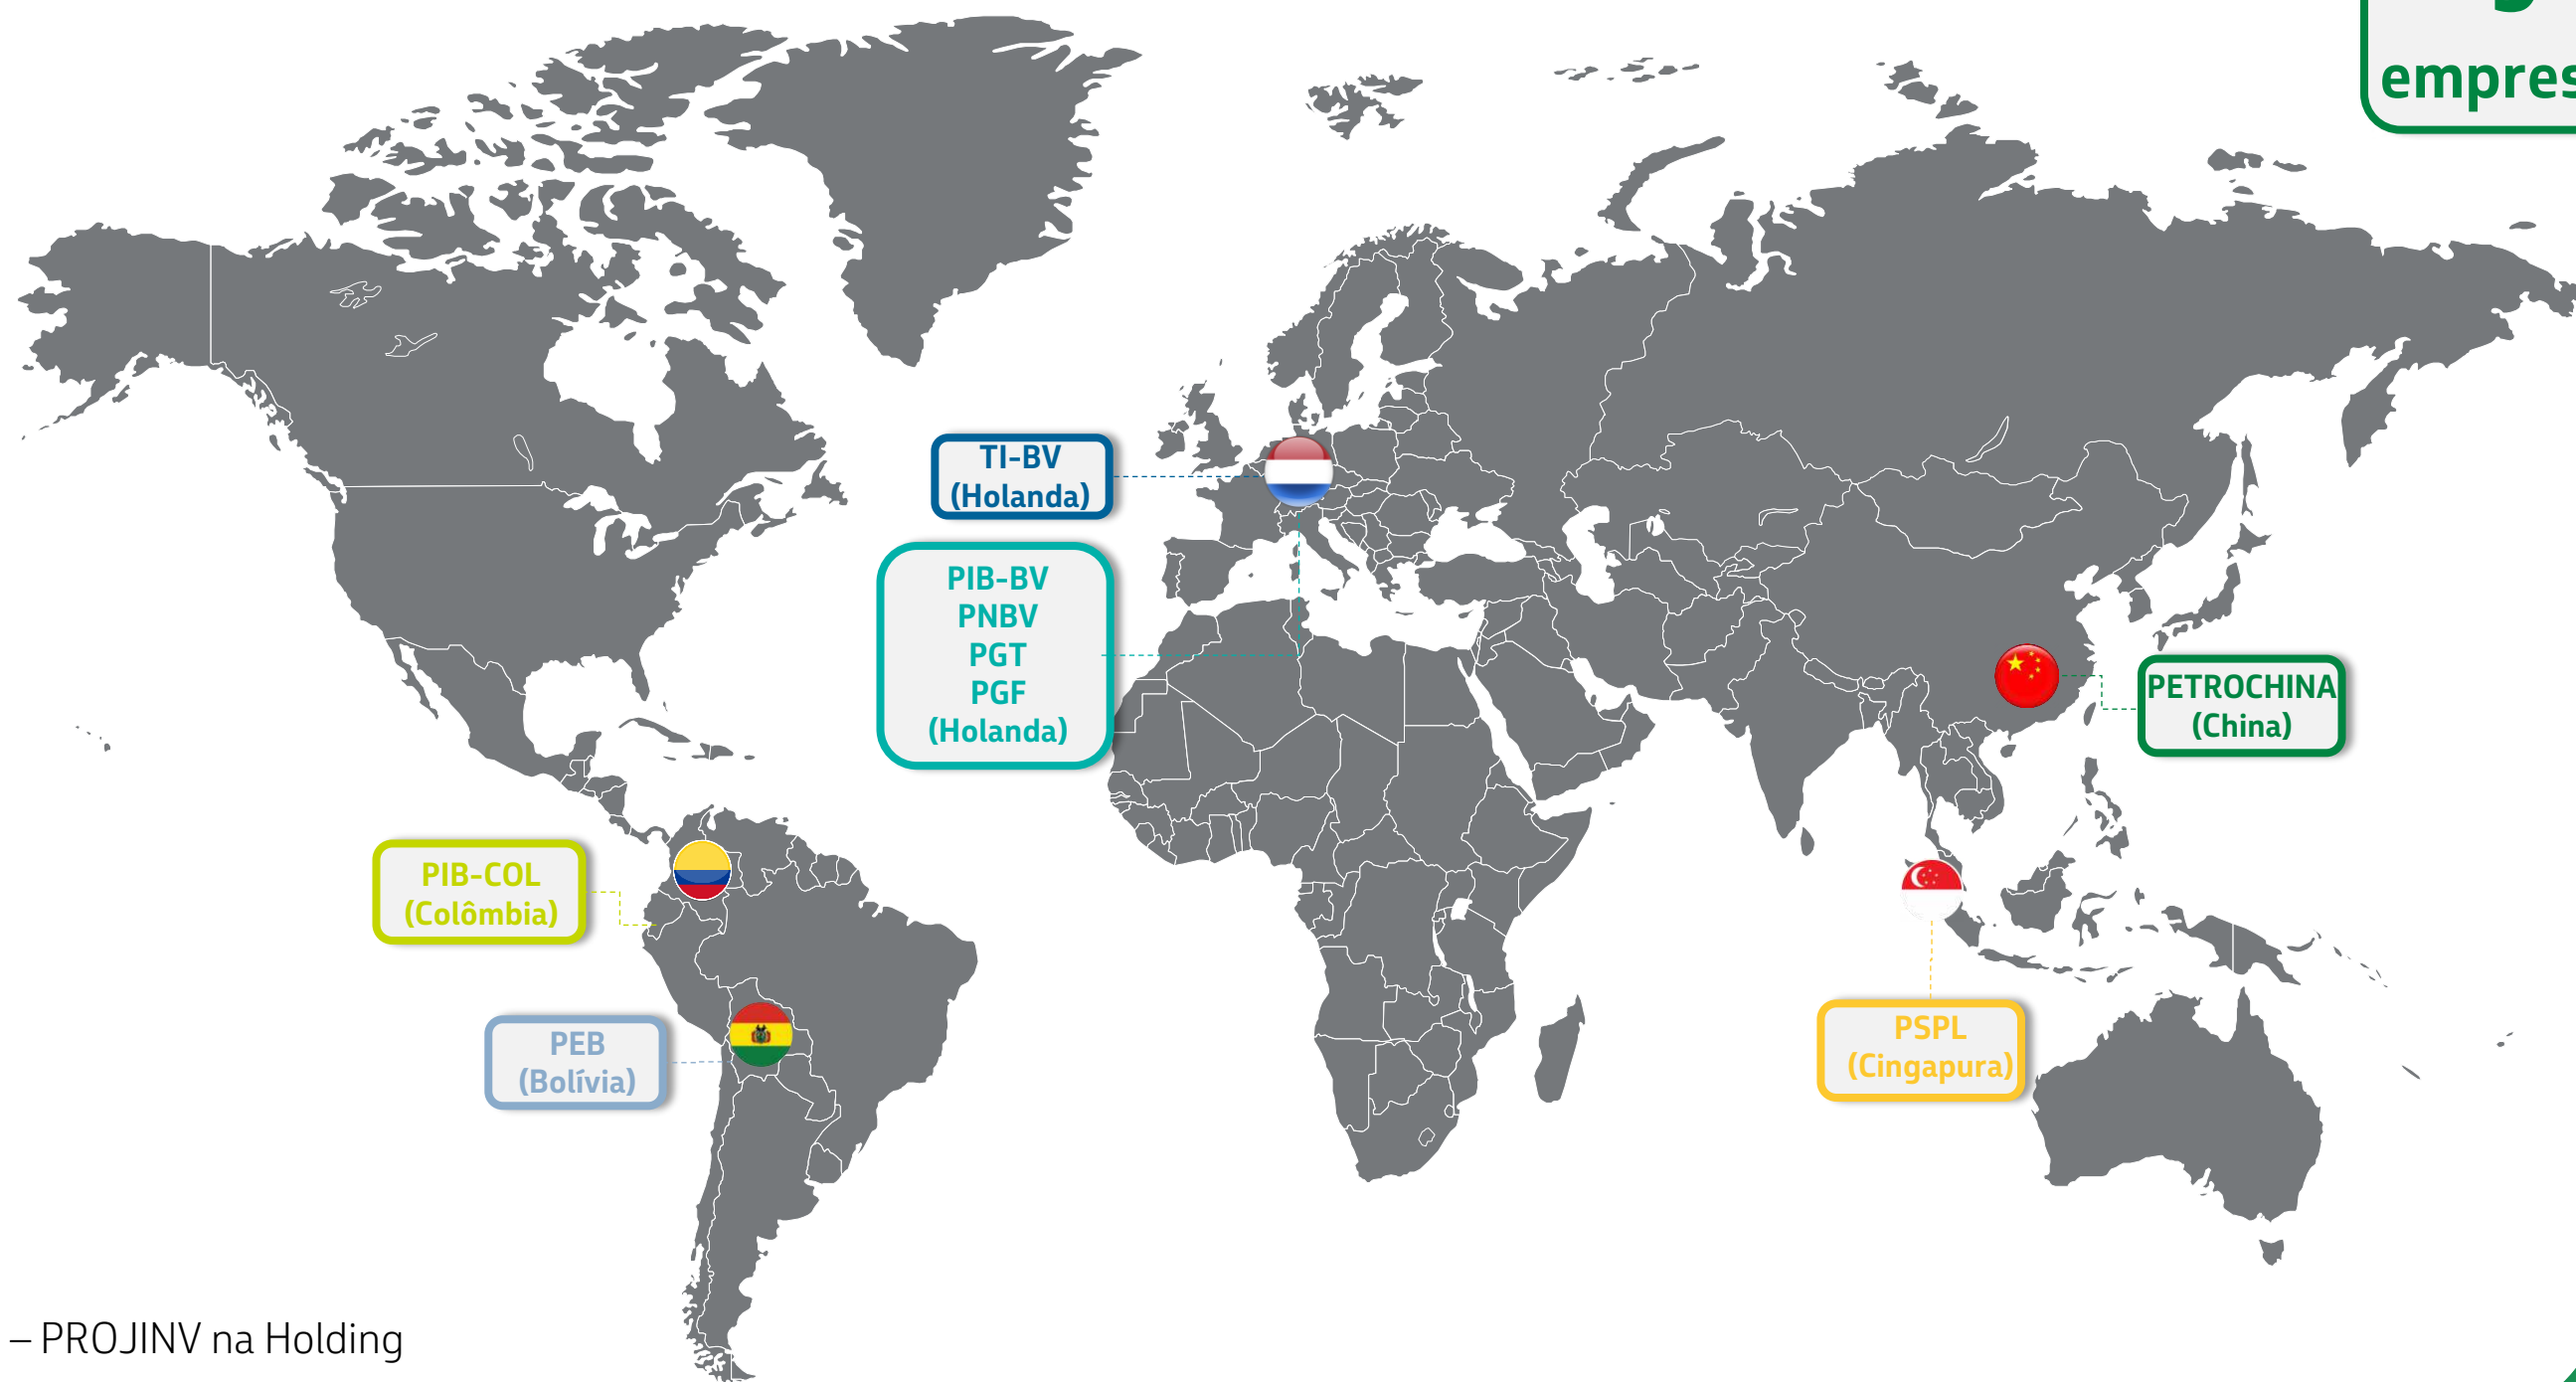 TI-BV
(Holanda)
PIB-BV
PNBV
PGT
PGF
(Holanda)
PETROCHINA
(China)
PIB-COL
(Colômbia)
PEB
(Bolívia)
PSPL
(Cingapura)
– PROJINV na Holding